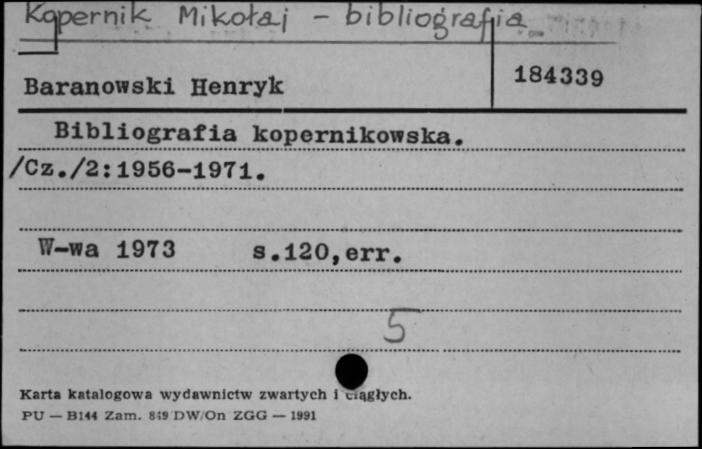 Kopernik Mikołaj - bibliografia
184339
Baranowski Henryk
Bibliografia kopernikowska.
/Cz./2:1956-1971.
W-wa 1973 s.120,err.
5
Karta katalogowa wydawnictw zwartych i ciągłych.
PU — B144 Zam. 849 DW/On ZGG — 1991